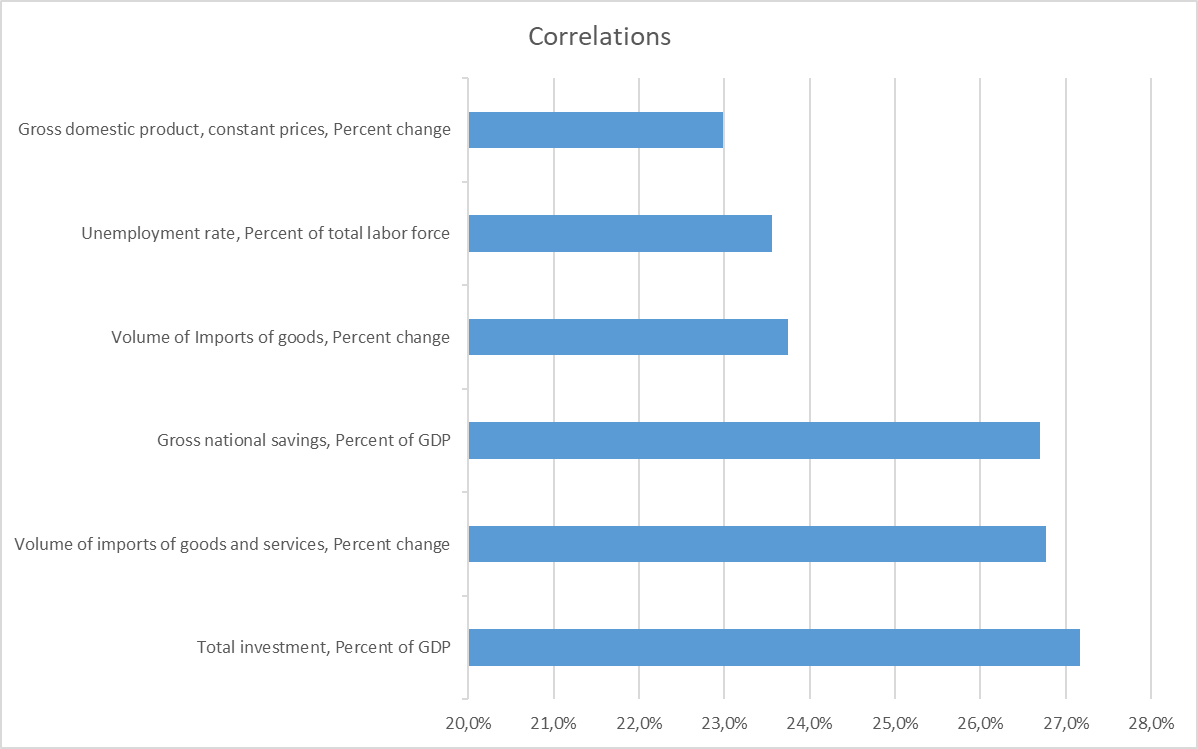 Correlations
Gross domestic product, constant prices, Percent change
Unemployment rate, Percent of total labor force
Volume of Imports of goods, Percent change
Gross national savings, Percent of GDP
Volume of imports of goods and services, Percent change
Total investment, Percent of GDP
20,0% 21,0% 22,0% 23,0% 24,0% 25,0% 26,0% 27,0% 28,0%